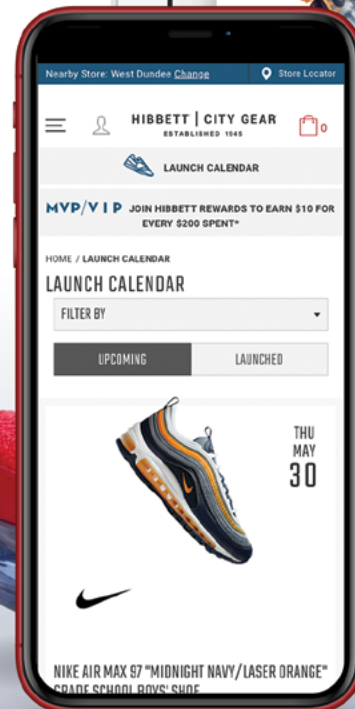 Nearby Store: West Dundee Change
Store Locator
HIBBETT | CITY GEAR
ESTABLISHED 1945
0
LAUNCH CALENDAR
MVP/VIP JOIN HIBBETT REWARDS TO EARN $10 FOR
EVERY $200 SPENT*
HOME / LAUNCH CALENDAR
LAUNCH CALENDAR
FILTER BY
UPCOMING
LAUNCHED
THU
MAY
30
NIKE AIR MAX 97 "MIDNIGHT NAVY/LASER ORANGE"
GRADE SCHOOL BOYS' SHOE